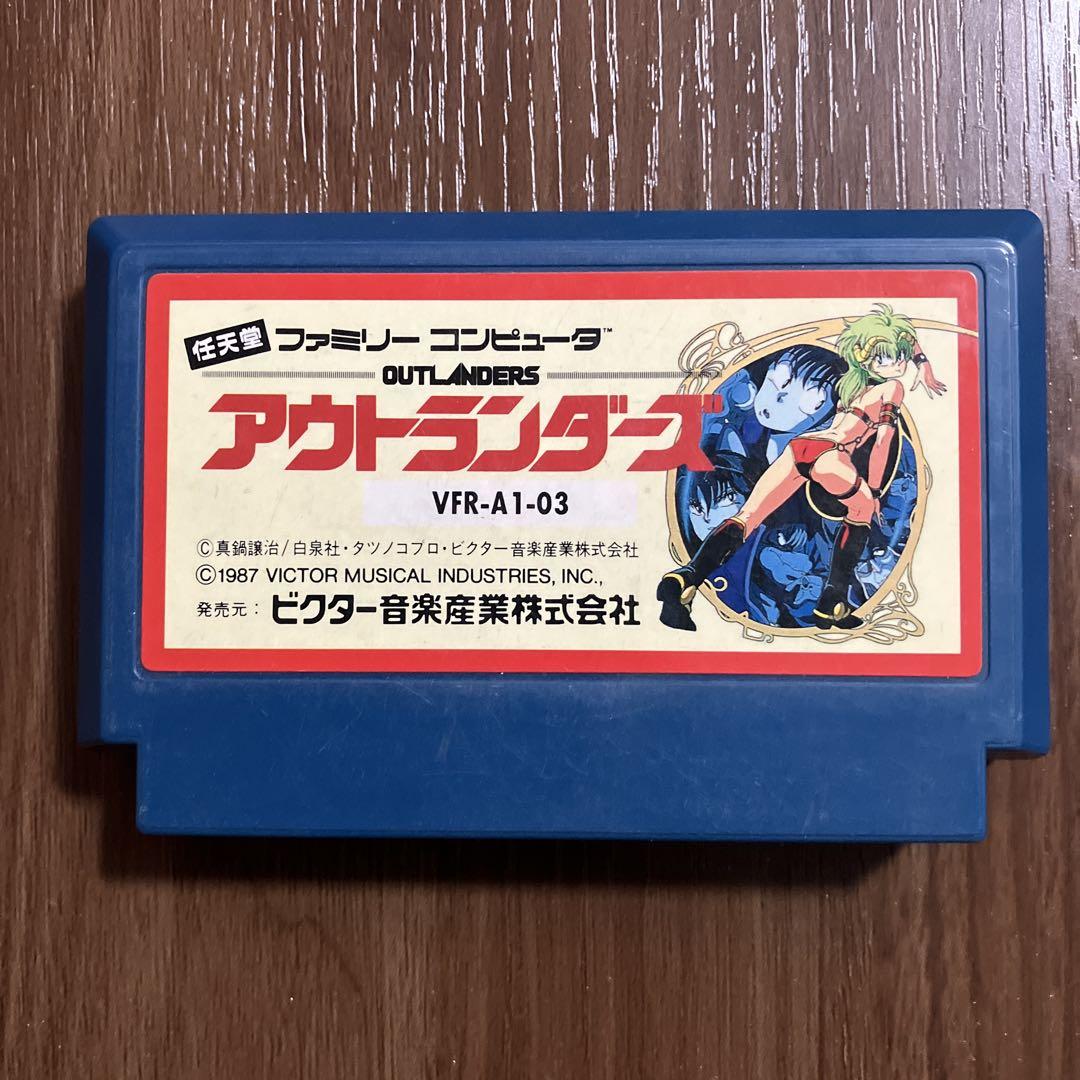 任天堂 ファミリー コンピュータ™
OUTLANDERS
アウトランダーズ
VFR-A1-03
©真鍋譲治/白泉社・タツノコプロ・ビクター音楽産業株式会社
©1987 VICTOR MUSICAL INDUSTRIES, INC.,
発売元：ビクター音楽産業株式会社